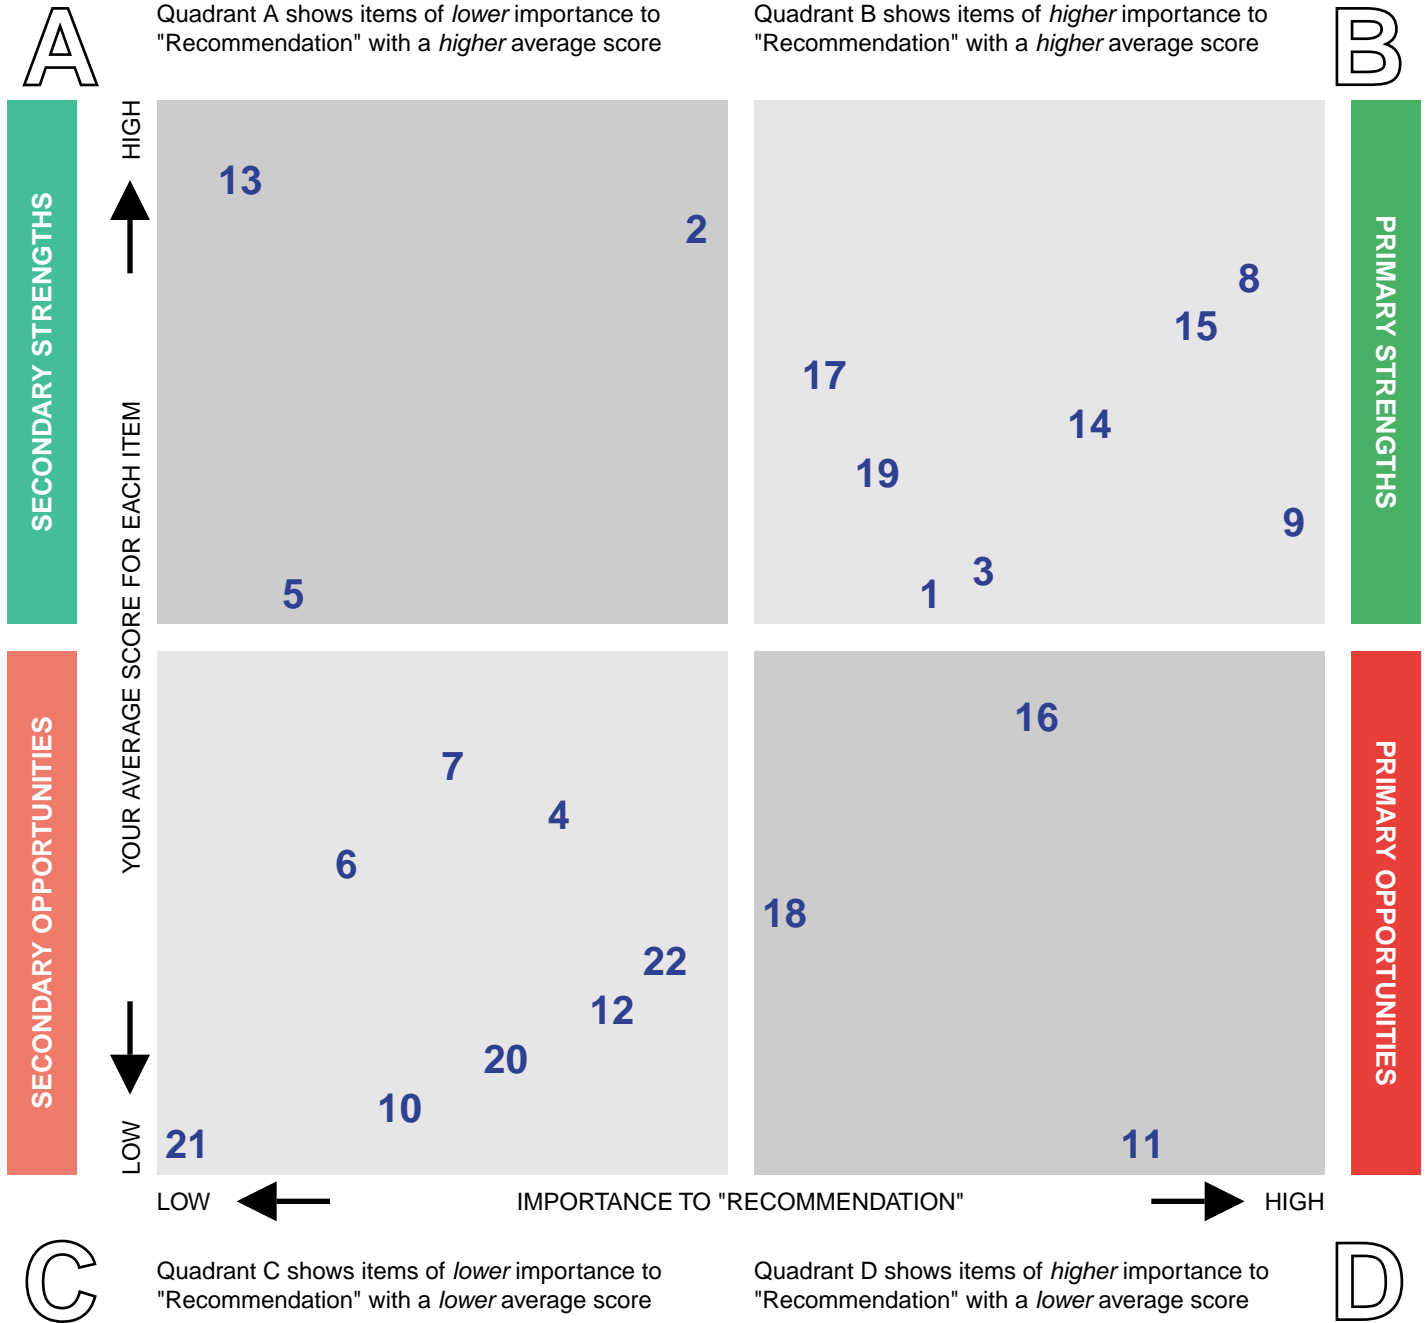 A
Quadrant A shows items of lower importance to
"Recommendation" with a higher average score
Quadrant B shows items of higher importance to
"Recommendation" with a higher average score
B
SECONDARY STRENGTHS
HIGH
YOUR AVERAGE SCORE FOR EACH ITEM
LOW
13
2
5
8
15
17
14
19
9
3
1
PRIMARY STRENGTHS
SECONDARY OPPORTUNITIES
7
4
6
22
12
20
10
21
16
18
11
PRIMARY OPPORTUNITIES
LOW
IMPORTANCE TO "RECOMMENDATION"
HIGH
C
Quadrant C shows items of lower importance to
"Recommendation" with a lower average score
Quadrant D shows items of higher importance to
"Recommendation" with a lower average score
D